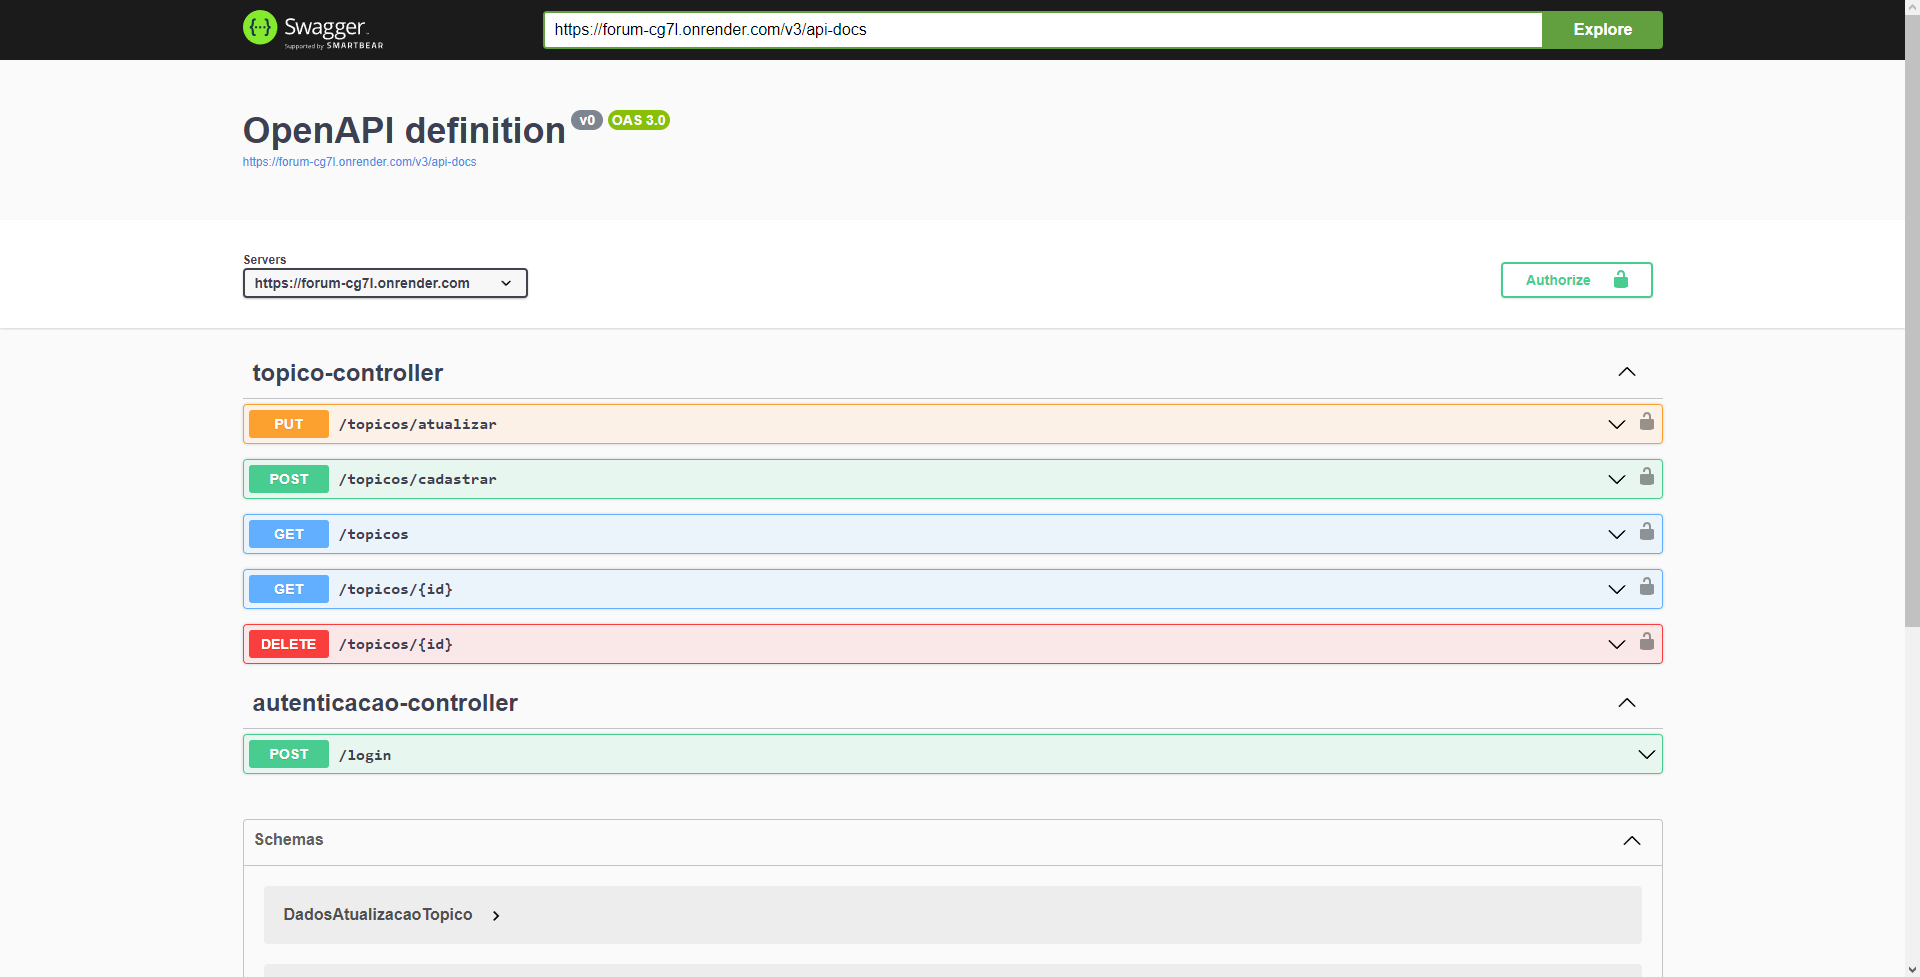 Swagger
Supported by SMARTBEAR
https://forum-cg7l.onrender.com/v3/api-docs
Explore
OpenAPI definition v0 OAS 3.0
https://forum-cg7l.onrender.com/v3/api-docs
Servers
https://forum-cg7l.onrender.com
Authorize
topico-controller
PUT /topicos/atualizar
POST /topicos/cadastrar
GET /topicos
GET /topicos/{id}
DELETE /topicos/{id}
autenticacao-controller
POST /login
Schemas
DadosAtualizacaoTopico